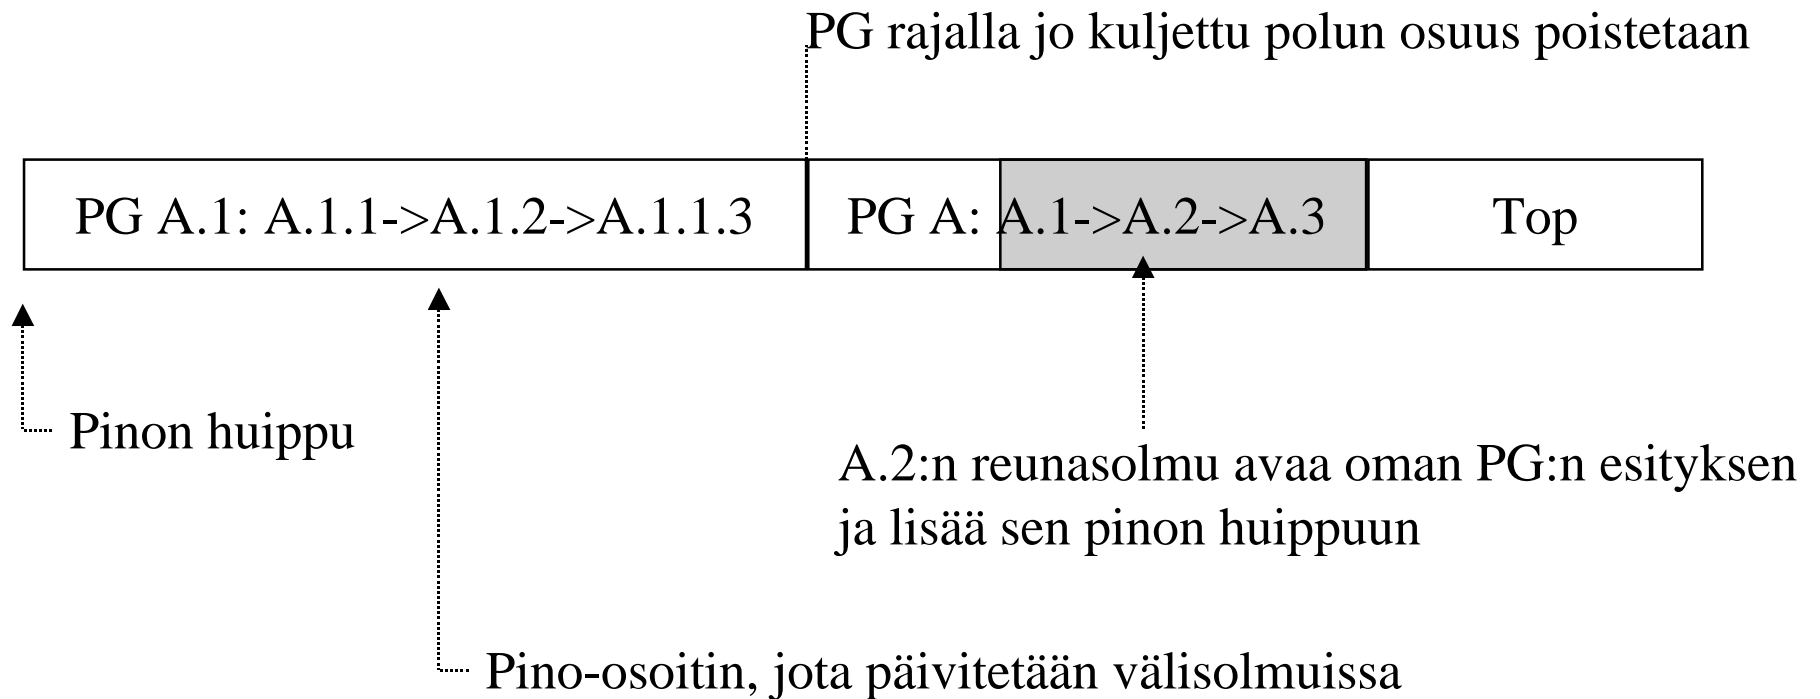 PG rajalla jo kuljettu polun osuus poistetaan
PG A.1: A.1.1->A.1.2->A.1.1.3
PG A: A.1->A.2->A.3
Top
Pinon huippu
A.2:n reunasolmu avaa oman PG:n esityksen
ja lisää sen pinon huippuun
Pino-osoitin, jota päivitetään välisolmuissa